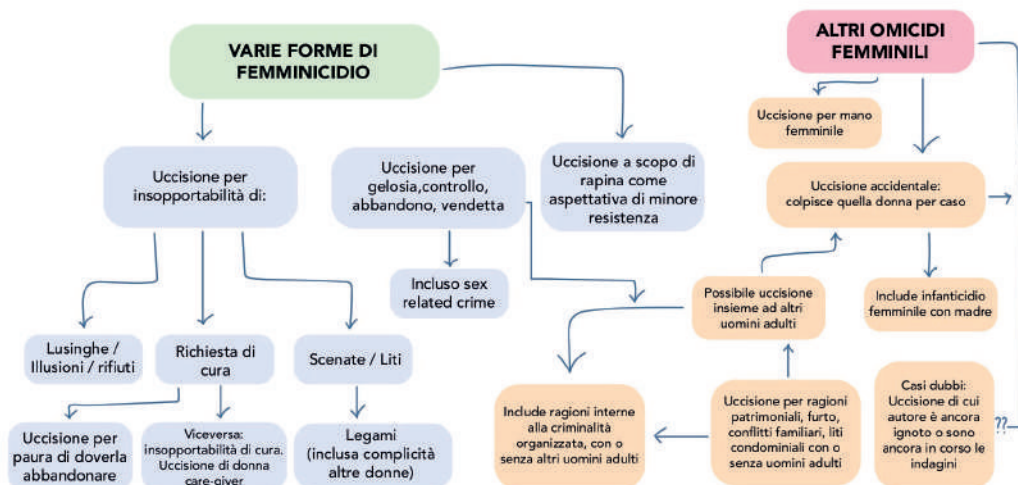 VARIE FORME DI
FEMMINICIDIO
Uccisione per
insopportabilità di:
Uccisione per
gelosia,controllo,
abbandono, vendetta
Uccisione a scopo di
rapina come
aspettativa di minore
resistenza
Incluso sex
related crime
Lusinghe /
Illusioni / rifiuti
Richiesta di
cura
Scenate / Liti
Uccisione per
paura di doverla
abbandonare
Viceversa:
insopportabilità di cura.
Uccisione di donna
care-giver
Legami
(inclusa complicità
altre donne)
ALTRI OMICIDI
FEMMINILI
Uccisione per mano
femminile
Uccisione accidentale:
colpisce quella donna per caso
Possibile uccisione
insieme ad altri
uomini adulti
Include infanticidio
femminile con madre
Include ragioni interne
alla criminalità
organizzata, con o
senza altri uomini adulti
Uccisione per ragioni
patrimoniali, furto,
conflitti familiari, liti
condominiali con o
senza uomini adulti
Casi dubbi:
Uccisione di cui
autore è ancora
ignoto o sono
ancora in corso le
indagini
??